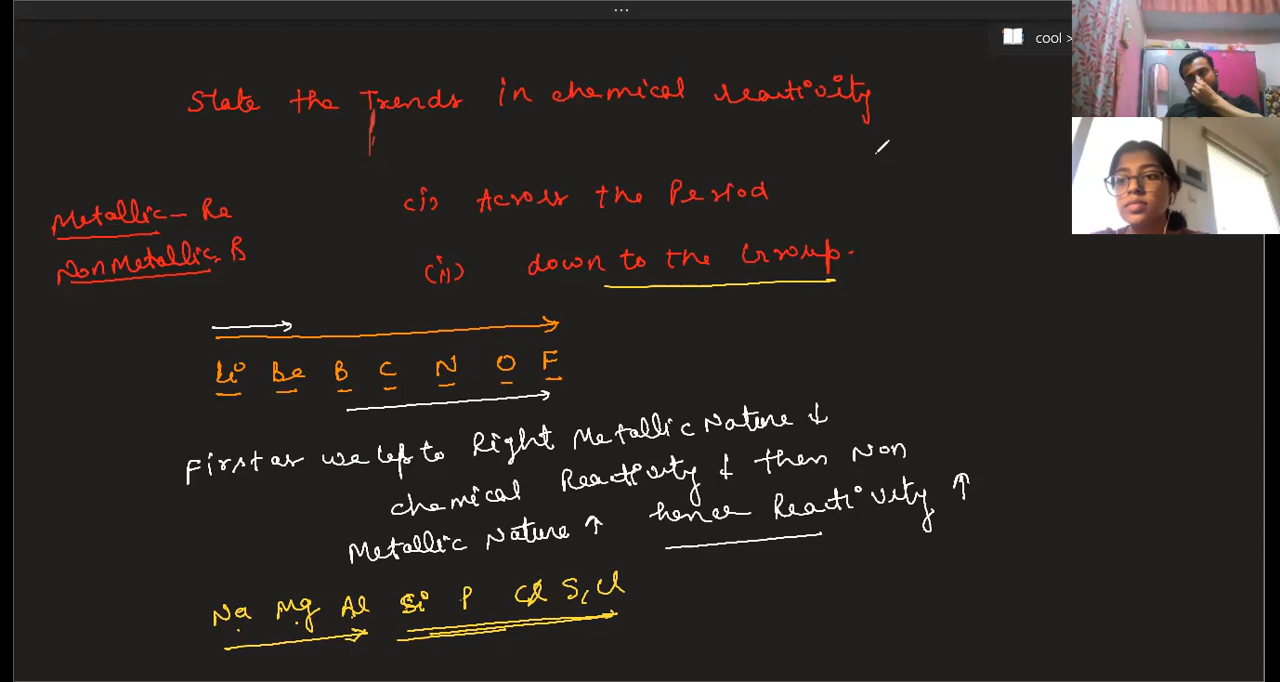 ...
cool >
State the Trends in chemical reactivity
(i) Across the Period
Metallic - Re
NonMetallic - B
(ii) down to the Group.
Li Be B C N O F
First as we lef to Right Metallic Nature ↓
chemical Reactivity ↓ then Non
Metallic Nature ↑ hence Reactivity ↑
Na Mg Al Si P S, Cl